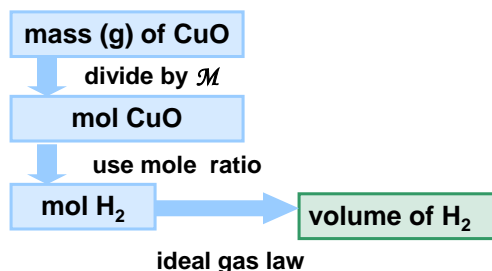 mass (g) of CuO
divide by ℳ
mol CuO
use mole ratio
mol H₂
volume of H₂
ideal gas law